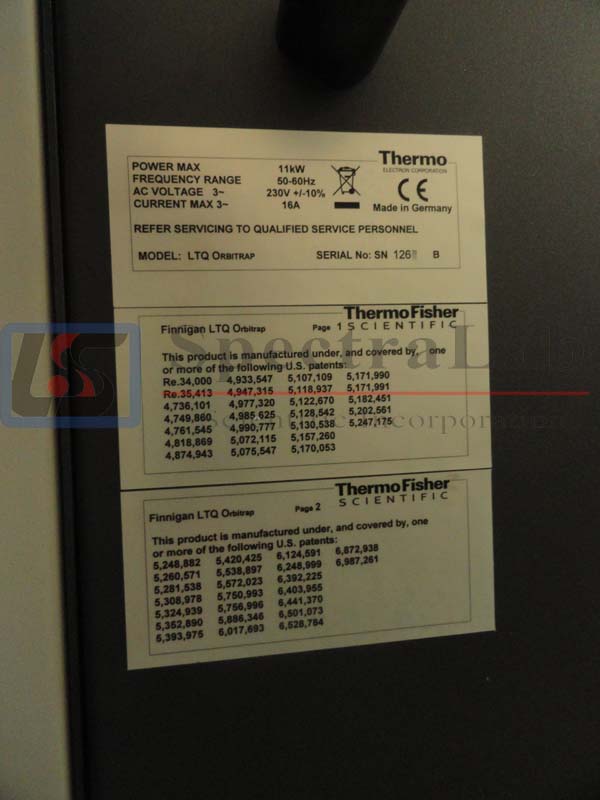 Thermo
ELECTRON CORPORATION
POWER MAX 11kW
FREQUENCY RANGE 50-60Hz
AC VOLTAGE 3~ 230V +/-10%
CURRENT MAX 3~ 16A
CE
Made in Germany
REFER SERVICING TO QUALIFIED SERVICE PERSONNEL
MODEL: LTQ ORBITRAP SERIAL No: SN 126 B
ThermoFisher
SCIENTIFIC
Finnigan LTQ Orbitrap Page 1
This product is manufactured under, and covered by, one
or more of the following U.S. patents:
Re.34,000 4,933,547 5,107,109 5,171,990
Re.35,413 4,947,315 5,118,937 5,171,991
4,736,101 4,977,320 5,122,670 5,182,451
4,749,860 4,985,625 5,128,542 5,202,561
4,761,545 4,990,777 5,130,538 5,247,175
4,818,869 5,072,115 5,157,260
4,874,943 5,075,547 5,170,053
ThermoFisher
SCIENTIFIC
Finnigan LTQ Orbitrap Page 2
This product is manufactured under, and covered by, one
or more of the following U.S. patents:
5,248,882 5,420,425 6,124,591 6,872,938
5,260,571 5,538,897 6,248,999 6,987,261
5,281,538 5,572,023 6,392,225
5,308,978 5,750,993 6,403,955
5,324,939 5,756,996 6,441,370
5,352,890 5,886,346 6,501,073
5,393,975 6,017,693 6,528,784
Spectra Lab
Scientific Incorporated